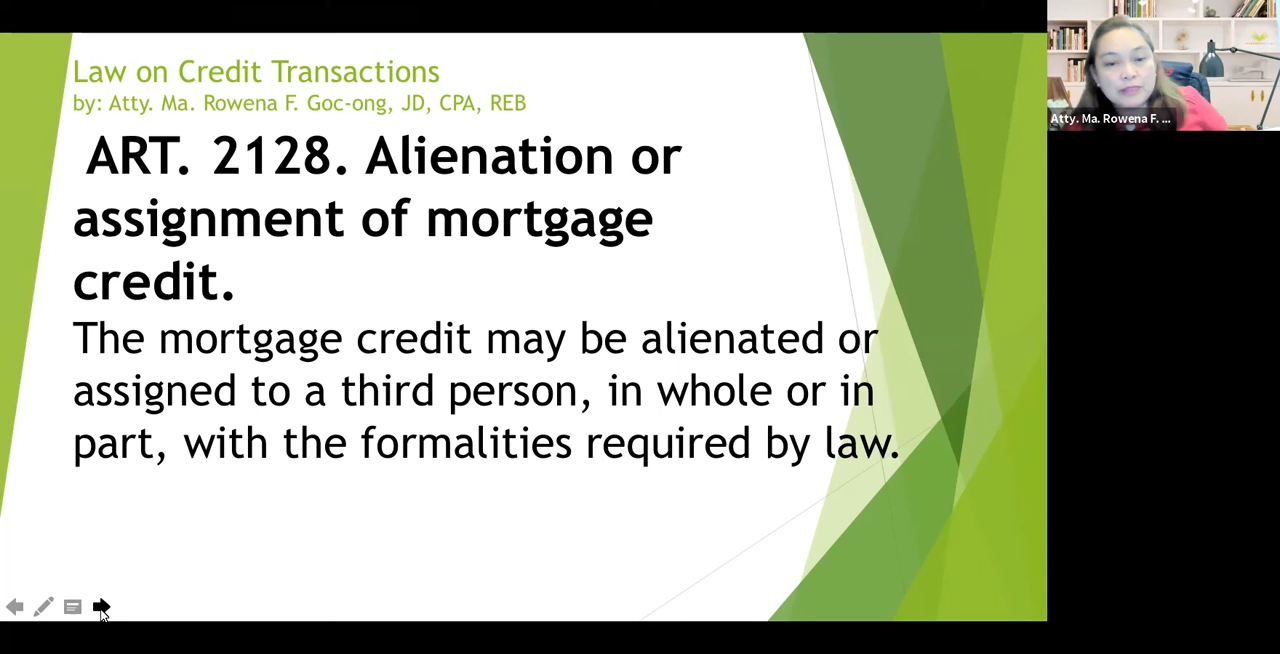 Law on Credit Transactions
by: Atty. Ma. Rowena F. Goc-ong, JD, CPA, REB
ART. 2128. Alienation or
assignment of mortgage
credit.
The mortgage credit may be alienated or
assigned to a third person, in whole or in
part, with the formalities required by law.
Atty. Ma. Rowena F. ...